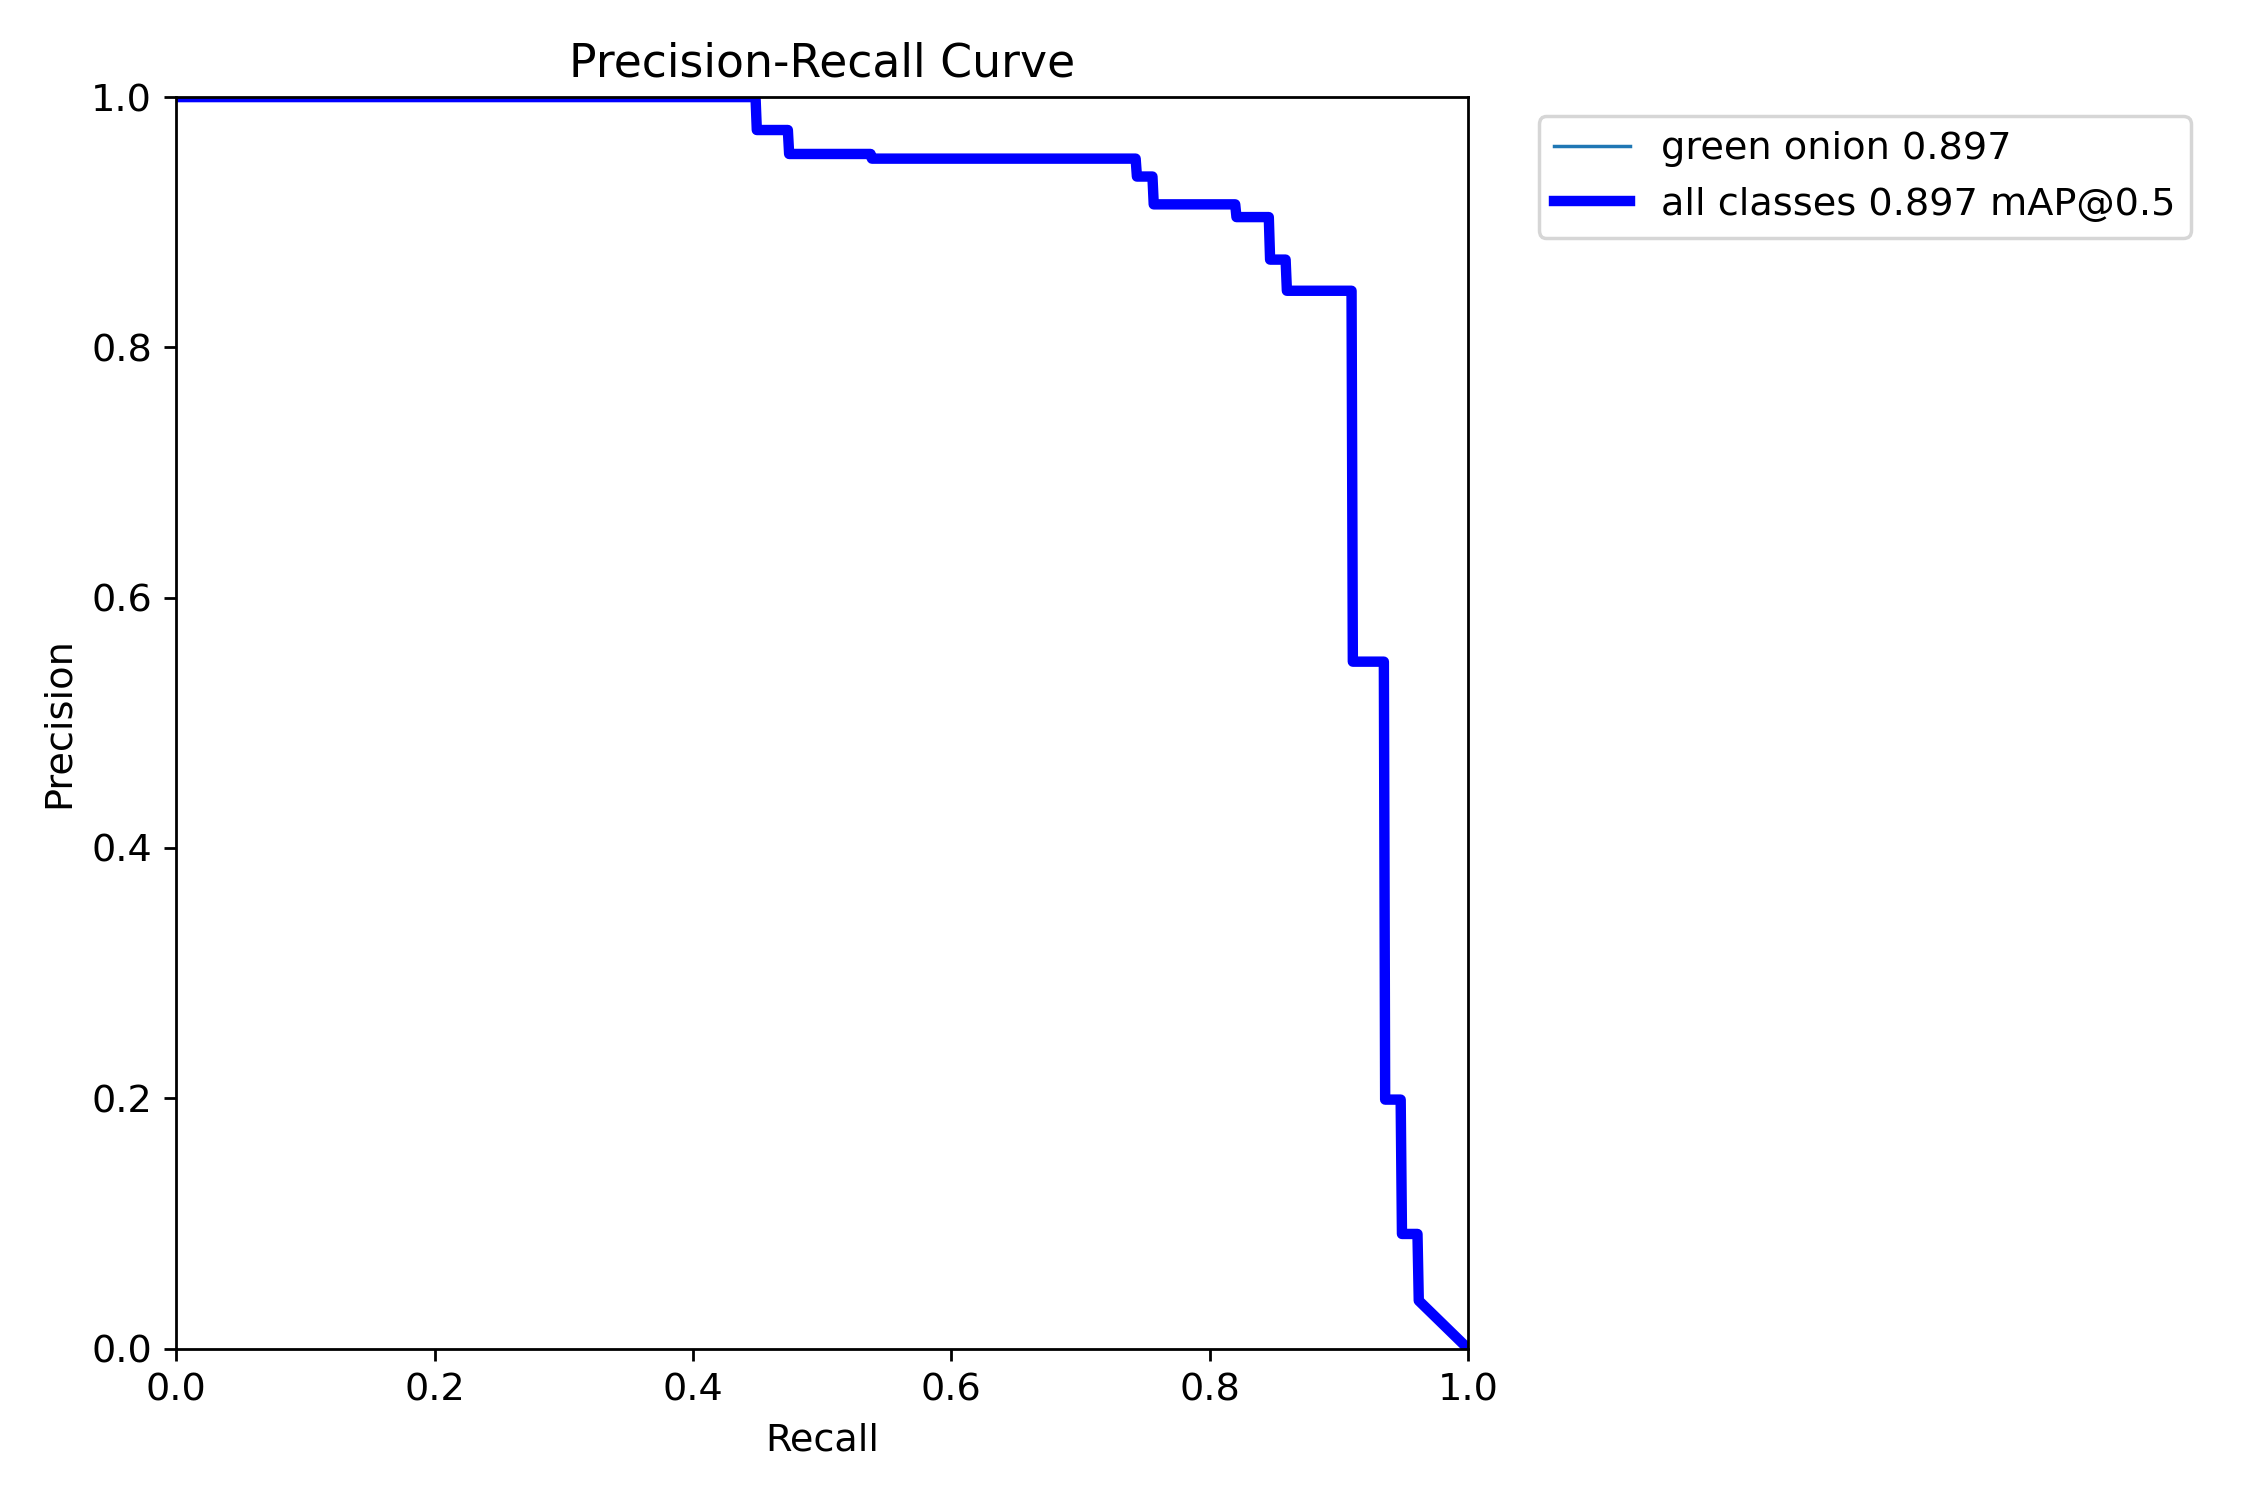 Precision-Recall Curve
1.0
0.8
0.6
0.4
0.2
0.0
Precision
0.0 0.2 0.4 0.6 0.8 1.0
Recall
green onion 0.897
all classes 0.897 mAP@0.5